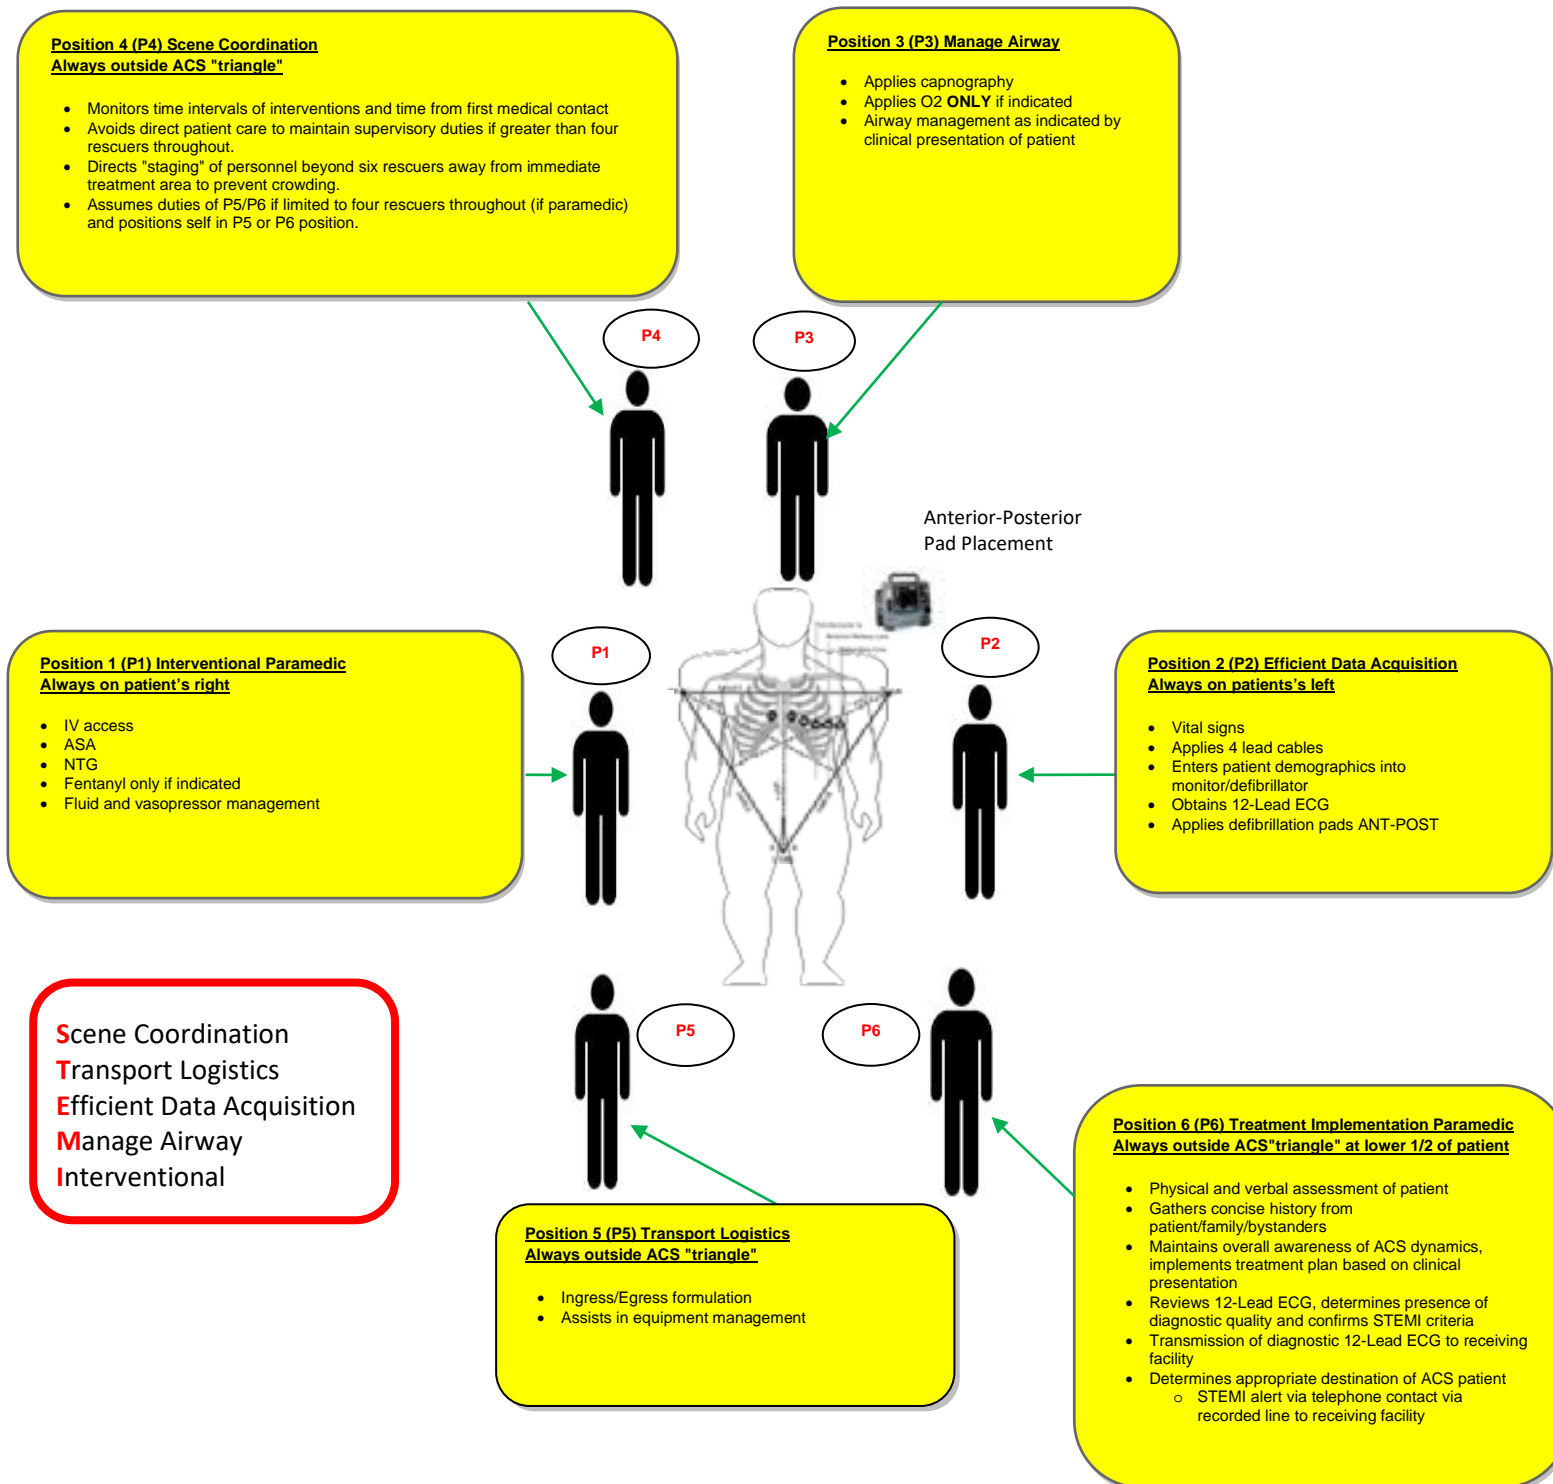 Position 4 (P4) Scene Coordination
Always outside ACS "triangle"
• Monitors time intervals of interventions and time from first medical contact
• Avoids direct patient care to maintain supervisory duties if greater than four
rescuers throughout.
• Directs "staging" of personnel beyond six rescuers away from immediate
treatment area to prevent crowding.
• Assumes duties of P5/P6 if limited to four rescuers throughout (if paramedic)
and positions self in P5 or P6 position.
Position 3 (P3) Manage Airway
• Applies capnography
• Applies O2 ONLY if indicated
• Airway management as indicated by
clinical presentation of patient
P4
P3
Anterior-Posterior
Pad Placement
P1
P2
Position 1 (P1) Interventional Paramedic
Always on patient's right
• IV access
• ASA
• NTG
• Fentanyl only if indicated
• Fluid and vasopressor management
Position 2 (P2) Efficient Data Acquisition
Always on patients's left
• Vital signs
• Applies 4 lead cables
• Enters patient demographics into
monitor/defibrillator
• Obtains 12-Lead ECG
• Applies defibrillation pads ANT-POST
Scene Coordination
Transport Logistics
Efficient Data Acquisition
Manage Airway
Interventional
P5
P6
Position 5 (P5) Transport Logistics
Always outside ACS "triangle"
• Ingress/Egress formulation
• Assists in equipment management
Position 6 (P6) Treatment Implementation Paramedic
Always outside ACS"triangle" at lower 1/2 of patient
• Physical and verbal assessment of patient
• Gathers concise history from
patient/family/bystanders
• Maintains overall awareness of ACS dynamics,
implements treatment plan based on clinical
presentation
• Reviews 12-Lead ECG, determines presence of
diagnostic quality and confirms STEMI criteria
• Transmission of diagnostic 12-Lead ECG to receiving
facility
• Determines appropriate destination of ACS patient
o STEMI alert via telephone contact via
recorded line to receiving facility